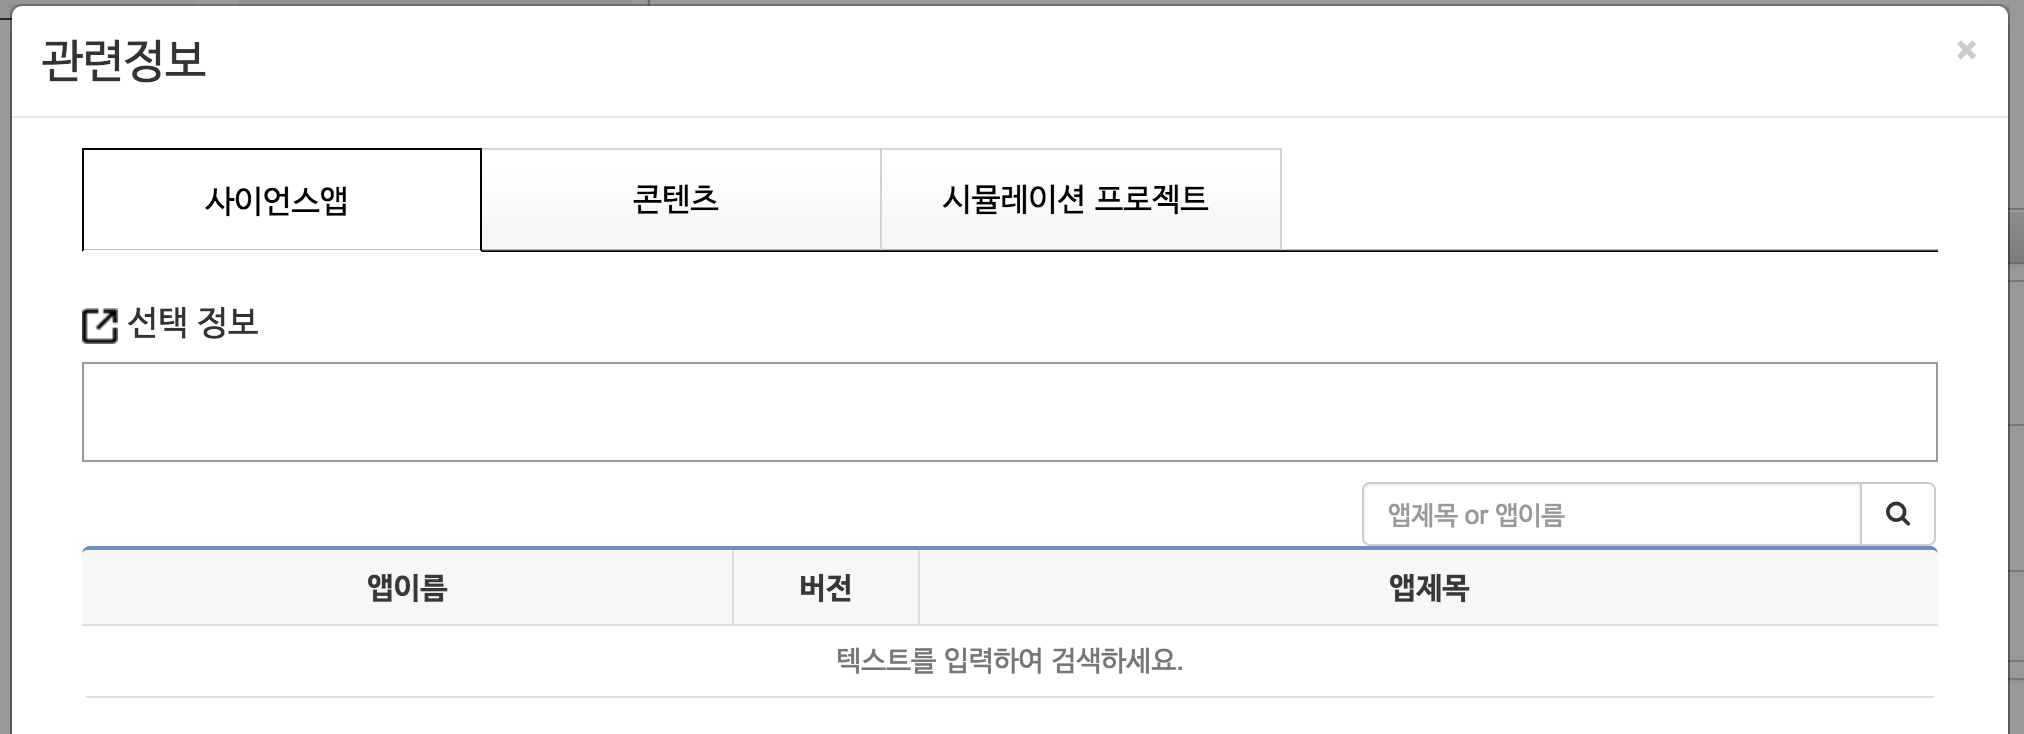 관련정보
사이언스앱 콘텐츠 시뮬레이션 프로젝트
선택 정보
앱제목 or 앱이름
앱이름 버전 앱제목
텍스트를 입력하여 검색하세요.